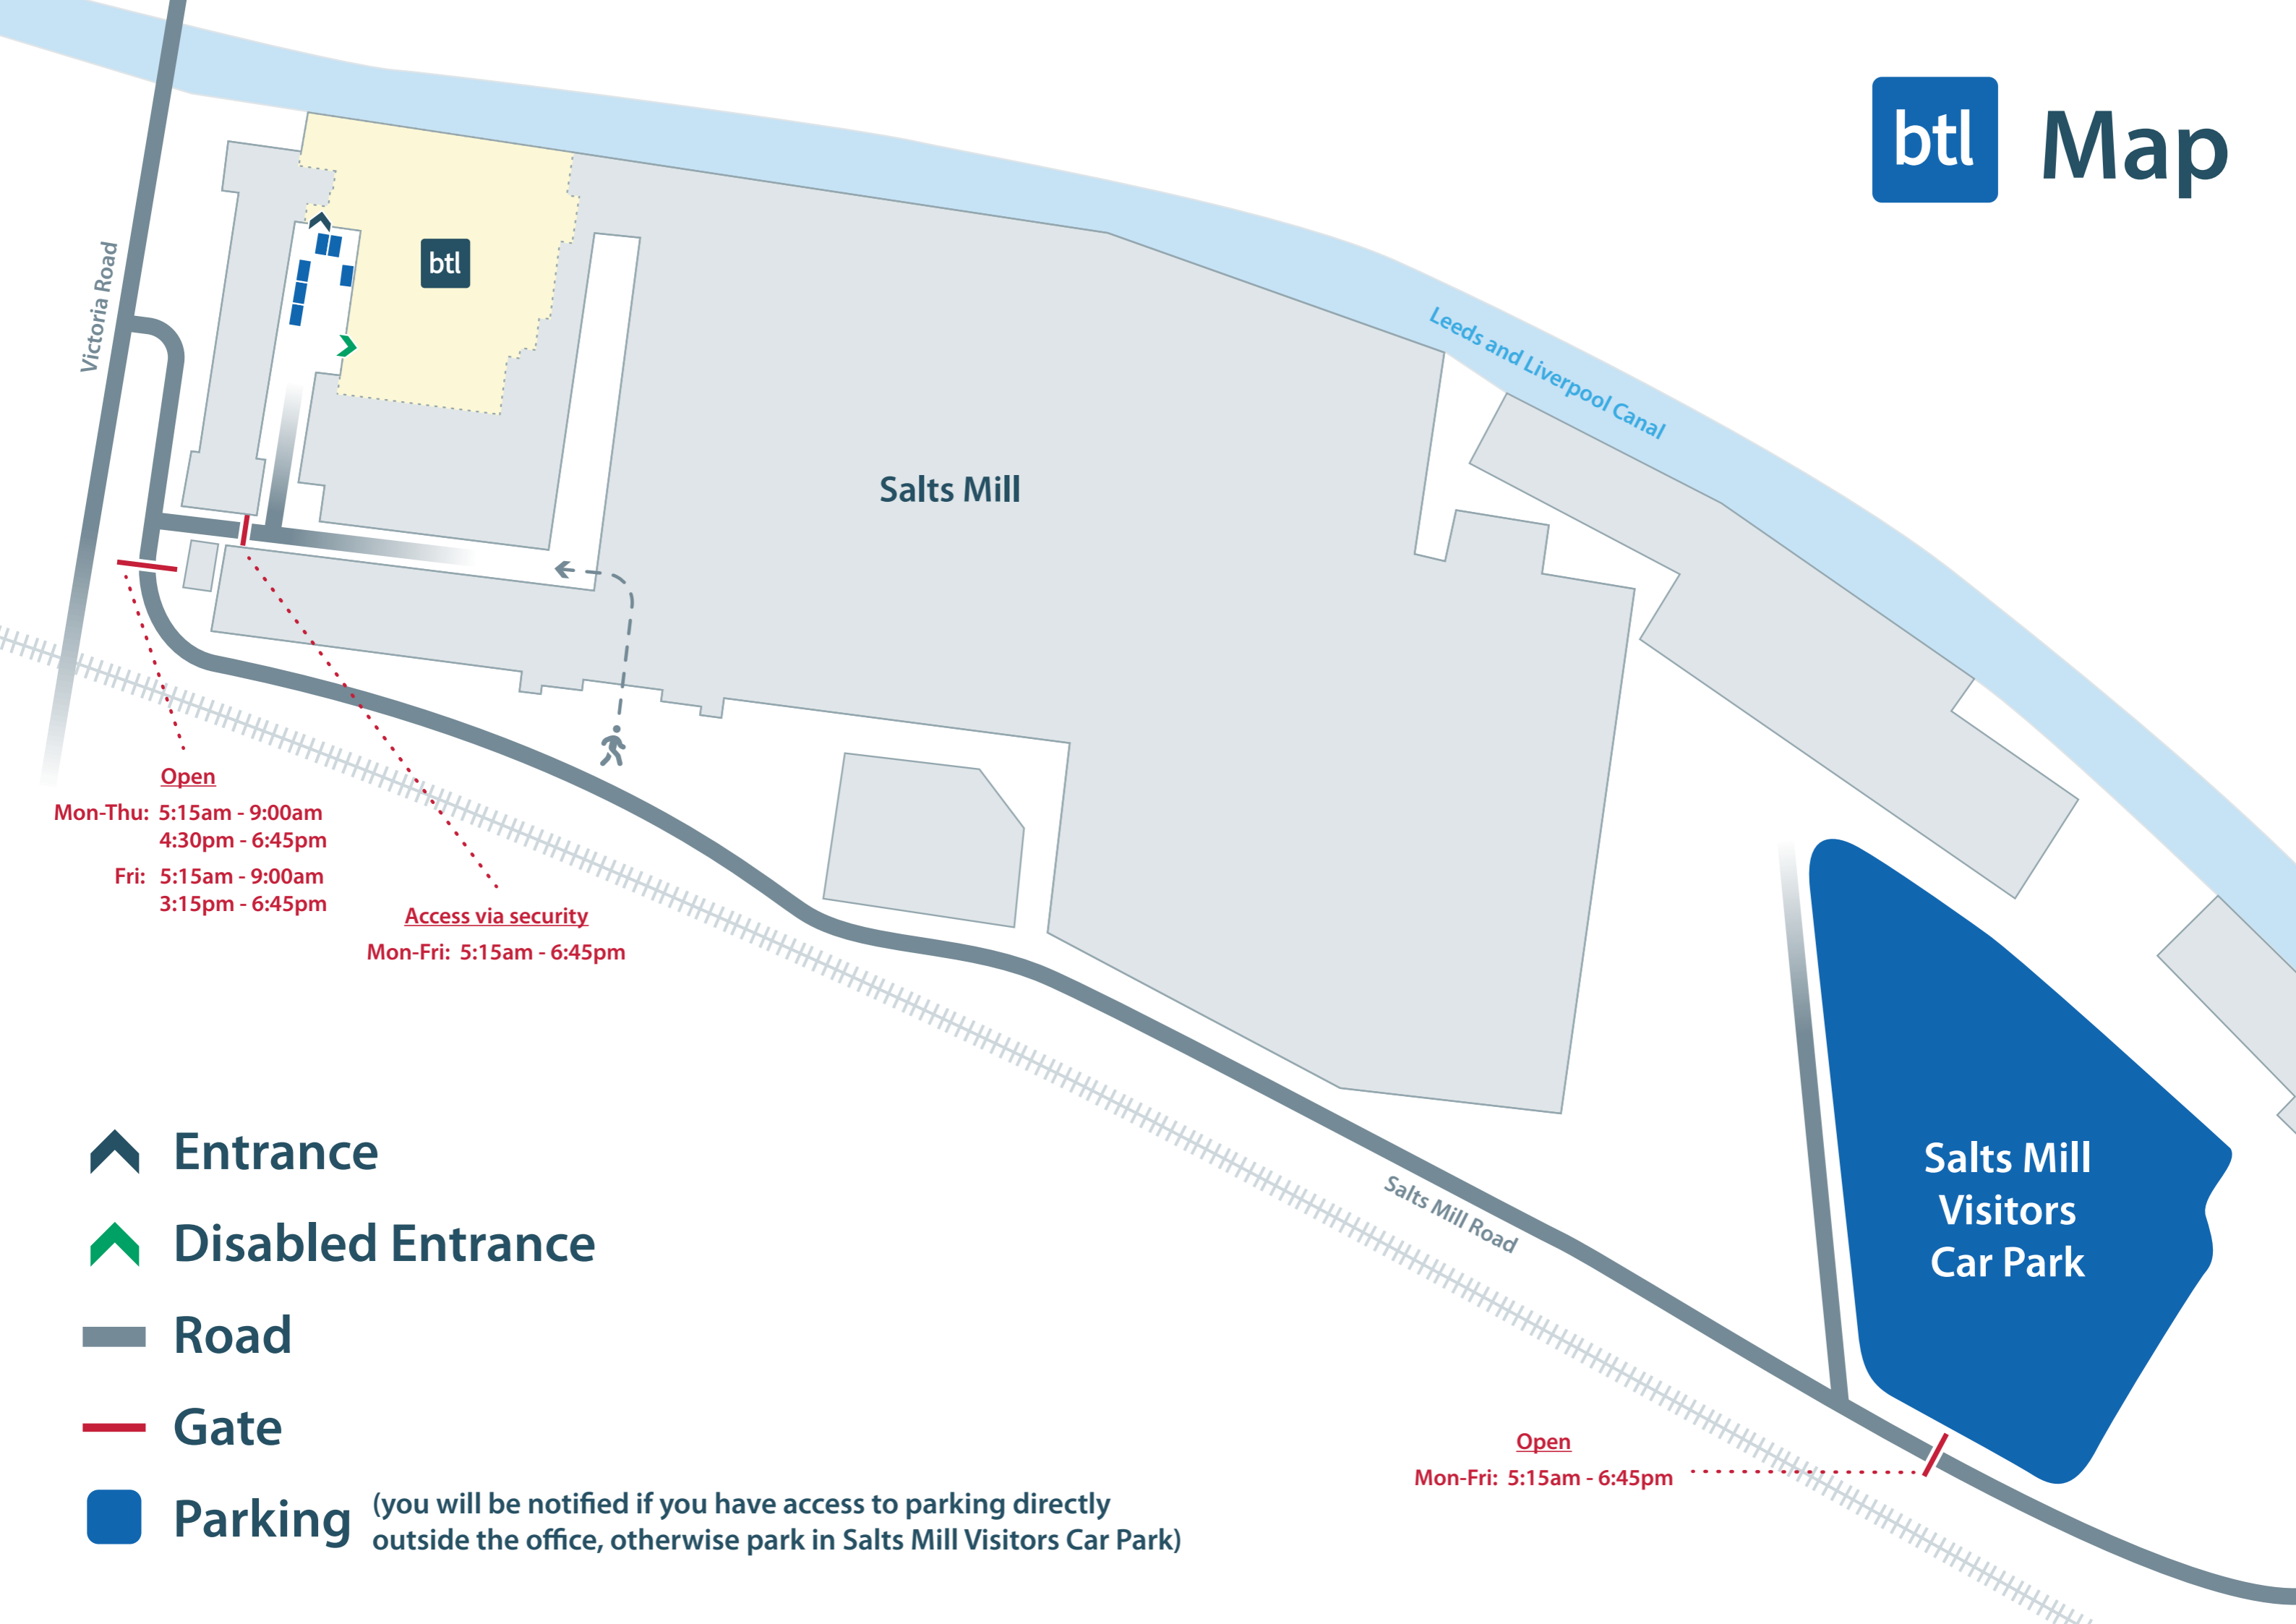 btl Map
Victoria Road
btl
Leeds and Liverpool Canal
Salts Mill
Open
Mon-Thu: 5:15am - 9:00am
4:30pm - 6:45pm
Fri: 5:15am - 9:00am
3:15pm - 6:45pm
Access via security
Mon-Fri: 5:15am - 6:45pm
Salts Mill
Visitors
Car Park
Salts Mill Road
Open
Mon-Fri: 5:15am - 6:45pm
Entrance
Disabled Entrance
Road
Gate
Parking (you will be notified if you have access to parking directly
outside the office, otherwise park in Salts Mill Visitors Car Park)